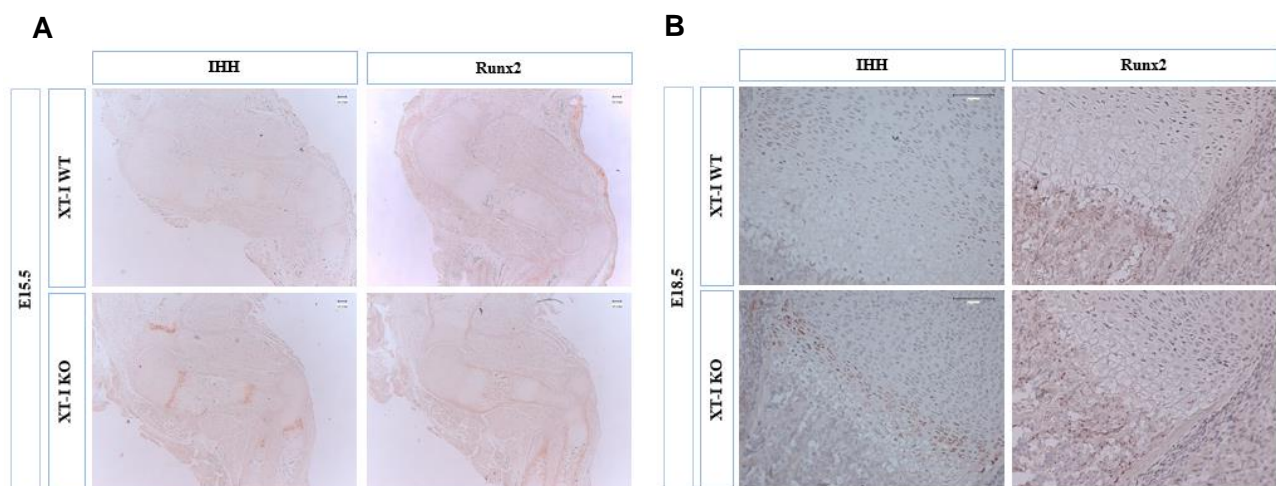 A
B
IHH
Runx2
IHH
Runx2
E15.5
XT-I WT
XT-I KO
E18.5
XT-I WT
XT-I KO